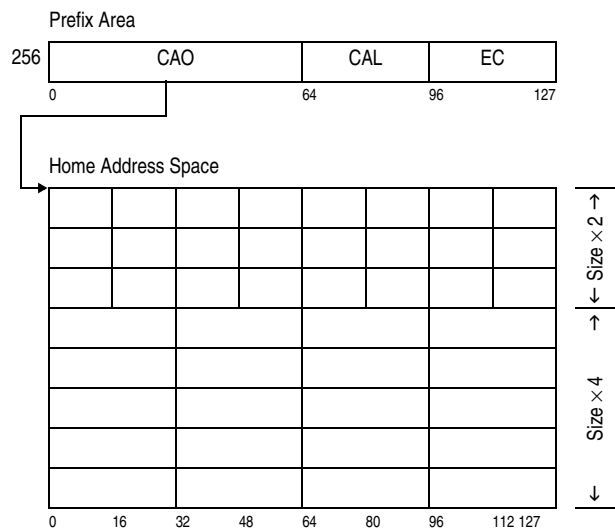 Prefix Area
256 CAO CAL EC
0 64 96 127
Home Address Space
← Size × 2 →
← Size × 4 →
0 16 32 48 64 80 96 112 127